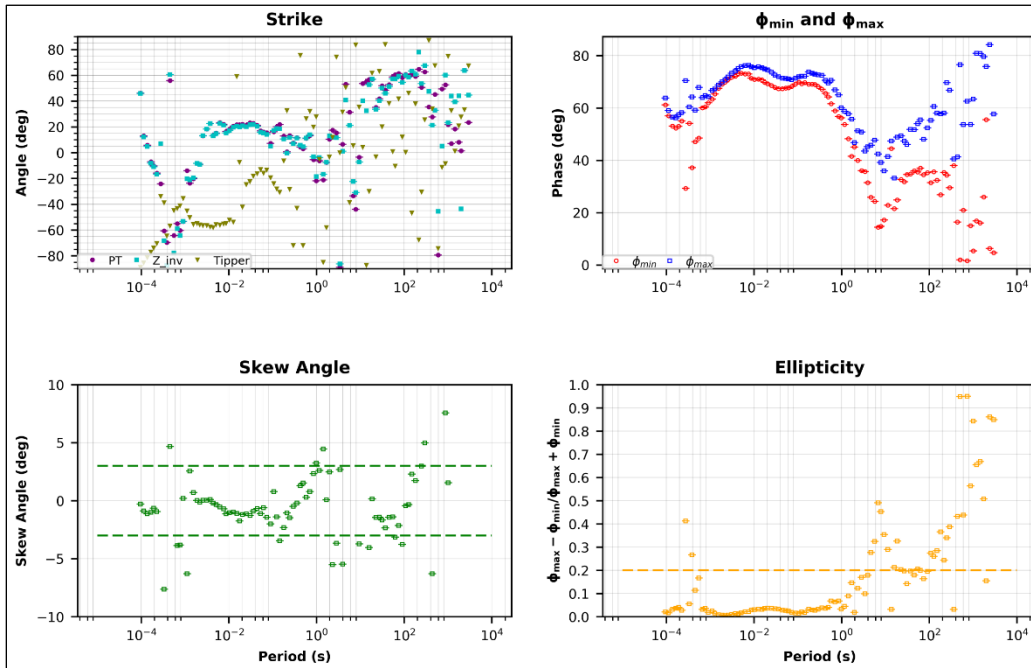 Strike
80
60
40
20
0
−20
−40
−60
−80
Angle (deg)
PT Z_inv Tipper
10⁻⁴ 10⁻² 10⁰ 10² 10⁴
ϕmin and ϕmax
80
60
40
20
0
Phase (deg)
ϕmin ϕmax
10⁻⁴ 10⁻² 10⁰ 10² 10⁴
Skew Angle
10
5
0
−5
−10
Skew Angle (deg)
10⁻⁴ 10⁻² 10⁰ 10² 10⁴
Period (s)
Ellipticity
1.0
0.9
0.8
0.7
0.6
0.5
0.4
0.3
0.2
0.1
0.0
ϕmax − ϕmin/ϕmax + ϕmin
10⁻⁴ 10⁻² 10⁰ 10² 10⁴
Period (s)